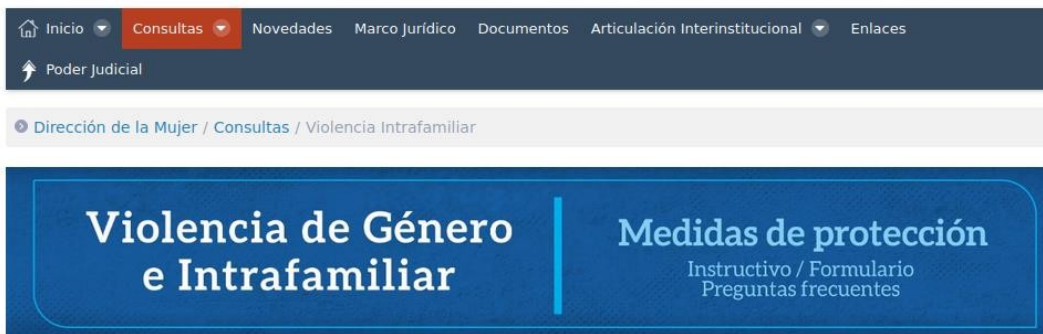 Inicio Consultas Novedades Marco Jurídico Documentos Articulación Interinstitucional Enlaces
Poder Judicial
Dirección de la Mujer / Consultas / Violencia Intrafamiliar
Violencia de Género
e Intrafamiliar
Medidas de protección
Instructivo / Formulario
Preguntas frecuentes